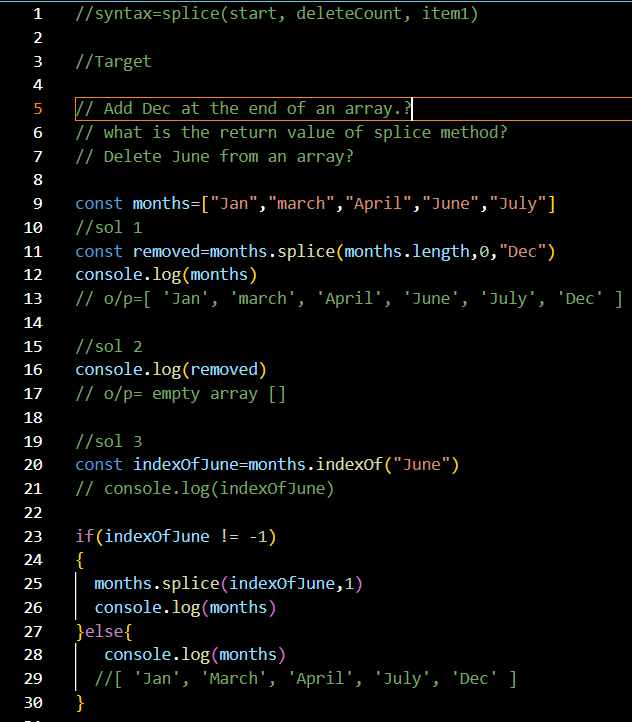 1 //syntax=splice(start, deleteCount, item1)
2
3 //Target
4
5 // Add Dec at the end of an array.?
6 // what is the return value of splice method?
7 // Delete June from an array?
8
9 const months=["Jan","march","April","June","July"]
10 //sol 1
11 const removed=months.splice(months.length,0,"Dec")
12 console.log(months)
13 // o/p=[ 'Jan', 'march', 'April', 'June', 'July', 'Dec' ]
14
15 //sol 2
16 console.log(removed)
17 // o/p= empty array []
18
19 //sol 3
20 const indexOfJune=months.indexOf("June")
21 // console.log(indexOfJune)
22
23 if(indexOfJune != -1)
24 {
25   months.splice(indexOfJune,1)
26   console.log(months)
27 }else{
28    console.log(months)
29   //[ 'Jan', 'March', 'April', 'July', 'Dec' ]
30 }